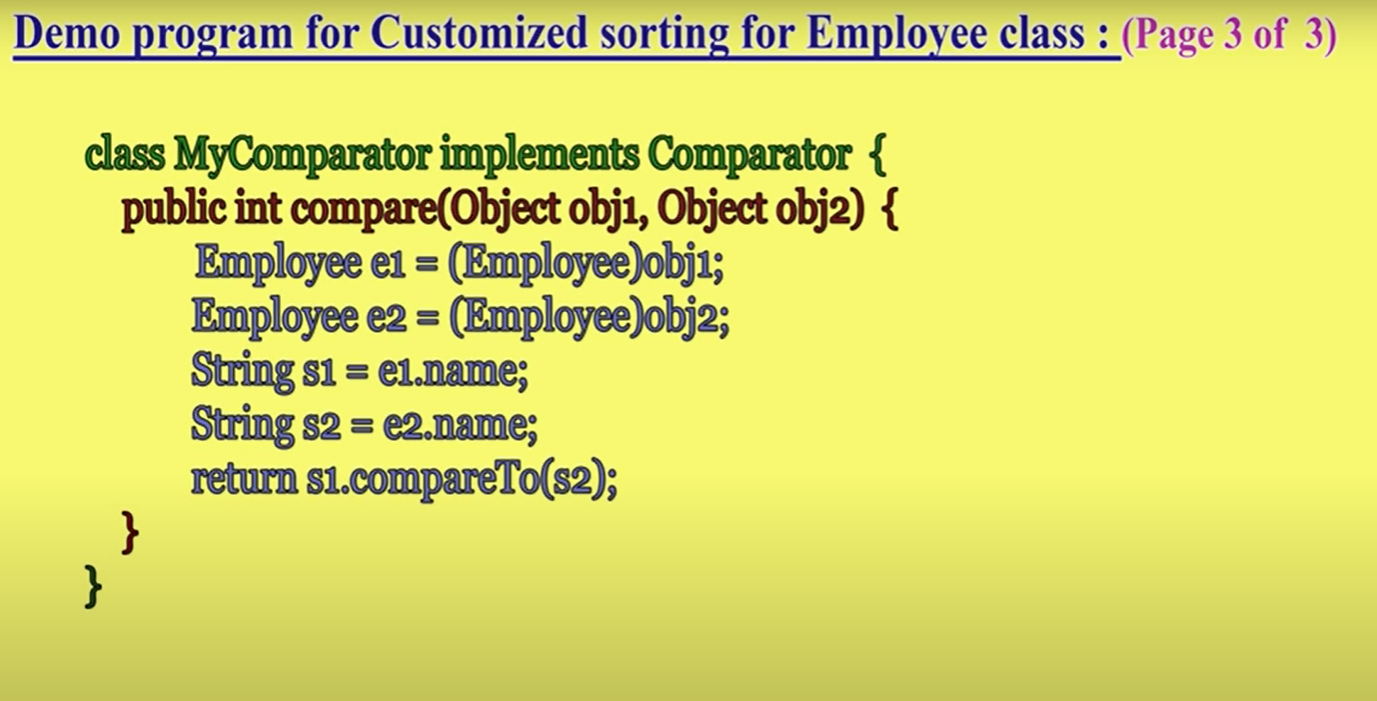 Demo program for Customized sorting for Employee class : (Page 3 of 3)
class MyComparator implements Comparator {
public int compare(Object obj1, Object obj2) {
Employee e1 = (Employee)obj1;
Employee e2 = (Employee)obj2;
String s1 = e1.name;
String s2 = e2.name;
return s1.compareTo(s2);
}
}